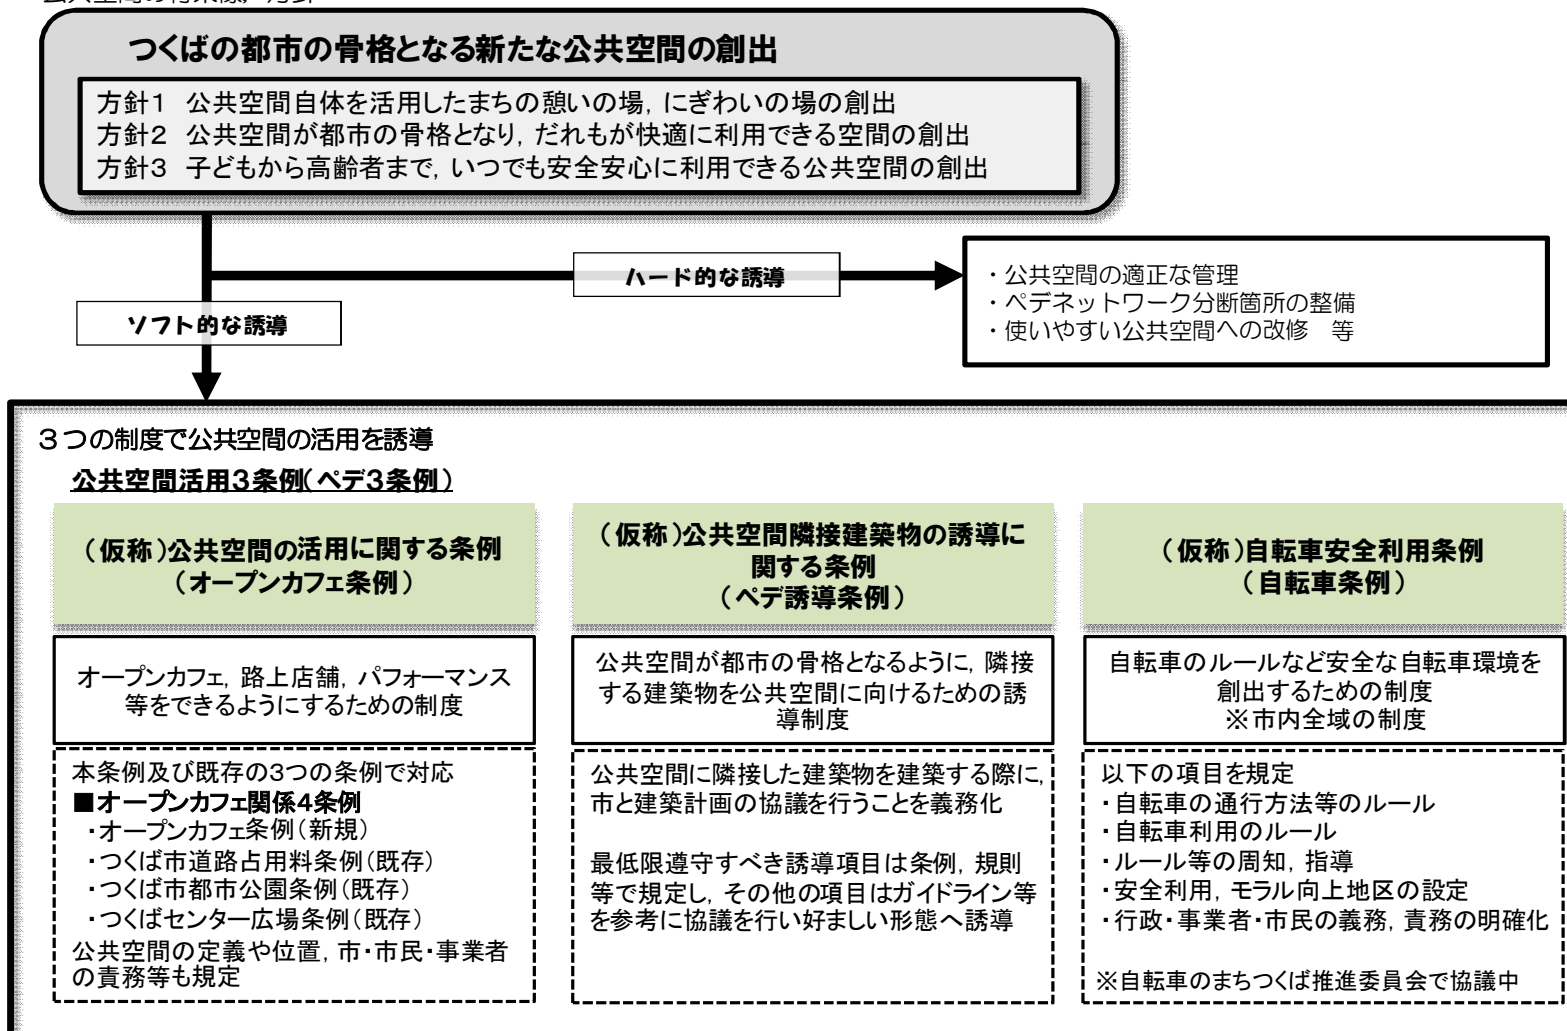 つくばの都市の骨格となる新たな公共空間の創出
方針1 公共空間自体を活用したまちの憩いの場, にぎわいの場の創出
方針2 公共空間が都市の骨格となり, だれもが快適に利用できる空間の創出
方針3 子どもから高齢者まで, いつでも安全安心に利用できる公共空間の創出
ハード的な誘導
・公共空間の適正な管理
・ペデネットワーク分断箇所の整備
・使いやすい公共空間への改修 等
ソフト的な誘導
3つの制度で公共空間の活用を誘導
公共空間活用3条例(ペデ3条例)
(仮称)公共空間の活用に関する条例
(オープンカフェ条例)
オープンカフェ, 路上店舗, パフォーマンス
等をできるようにするための制度
本条例及び既存の3つの条例で対応
■オープンカフェ関係4条例
・オープンカフェ条例(新規)
・つくば市道路占用料条例(既存)
・つくば市都市公園条例(既存)
・つくばセンター広場条例(既存)
公共空間の定義や位置, 市・市民・事業者
の責務等も規定
(仮称)公共空間隣接建築物の誘導に
関する条例
(ペデ誘導条例)
公共空間が都市の骨格となるように, 隣接
する建築物を公共空間に向けるための誘
導制度
公共空間に隣接した建築物を建築する際に,
市と建築計画の協議を行うことを義務化
最低限遵守すべき誘導項目は条例, 規則
等で規定し, その他の項目はガイドライン等
を参考に協議を行い好ましい形態へ誘導
(仮称)自転車安全利用条例
(自転車条例)
自転車のルールなど安全な自転車環境を
創出するための制度
※市内全域の制度
以下の項目を規定
・自転車の通行方法等のルール
・自転車利用のルール
・ルール等の周知, 指導
・安全利用, モラル向上地区の設定
・行政・事業者・市民の義務, 責務の明確化
※自転車のまちつくば推進委員会で協議中